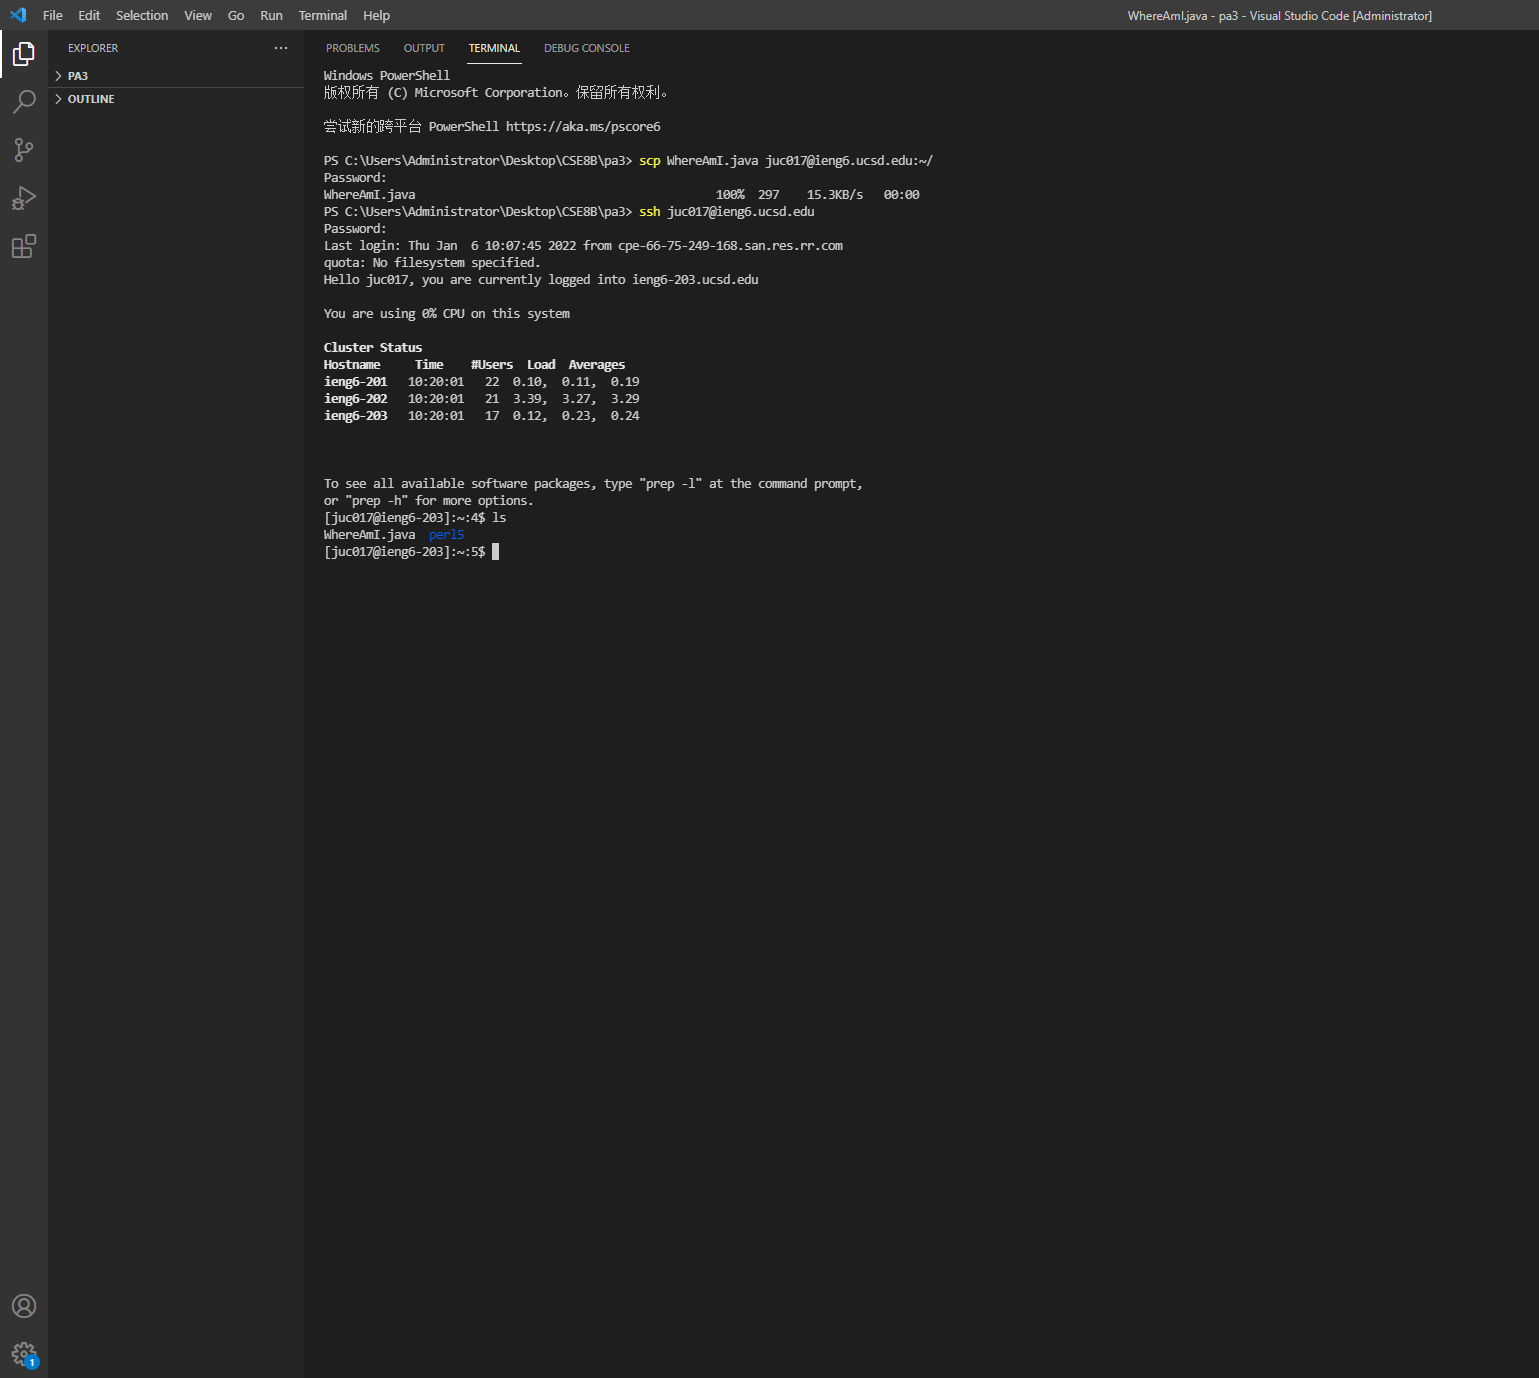 File Edit Selection View Go Run Terminal Help
WhereAmI.java - pa3 - Visual Studio Code [Administrator]
EXPLORER ···
PA3
OUTLINE
PROBLEMS OUTPUT TERMINAL DEBUG CONSOLE
Windows PowerShell
版权所有 (C) Microsoft Corporation。保留所有权利。
尝试新的跨平台 PowerShell https://aka.ms/pscore6
PS C:\Users\Administrator\Desktop\CSE8B\pa3> scp WhereAmI.java juc017@ieng6.ucsd.edu:~/
Password:
WhereAmI.java 100% 297 15.3KB/s 00:00
PS C:\Users\Administrator\Desktop\CSE8B\pa3> ssh juc017@ieng6.ucsd.edu
Password:
Last login: Thu Jan  6 10:07:45 2022 from cpe-66-75-249-168.san.res.rr.com
quota: No filesystem specified.
Hello juc017, you are currently logged into ieng6-203.ucsd.edu
You are using 0% CPU on this system
Cluster Status
Hostname Time #Users Load Averages
ieng6-201 10:20:01 22 0.10, 0.11, 0.19
ieng6-202 10:20:01 21 3.39, 3.27, 3.29
ieng6-203 10:20:01 17 0.12, 0.23, 0.24
To see all available software packages, type "prep -l" at the command prompt,
or "prep -h" for more options.
[juc017@ieng6-203]:~:4$ ls
WhereAmI.java perl5
[juc017@ieng6-203]:~:5$
1